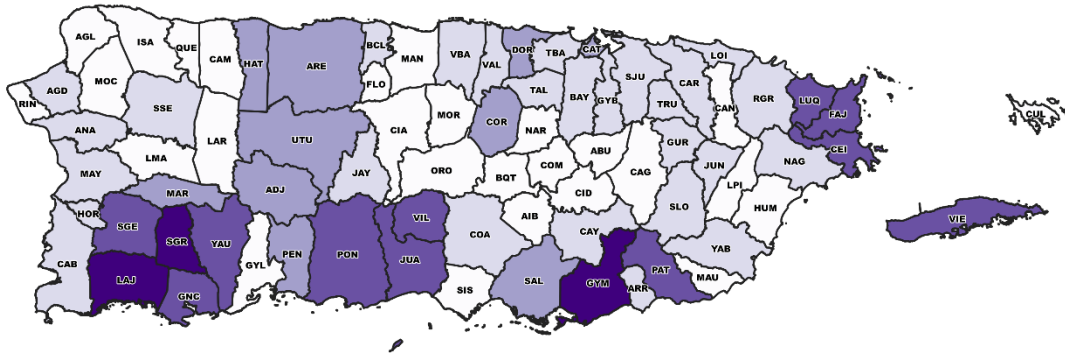 AGL
ISA
QUE
CAM
HAT
ARE
BCL
MAN
VBA
VAL
DOR
TBA
CAT
SJU
LOI
CAR
CAN
RGR
LUQ
FAJ
CEI
CUL
MOC
RIN
AGD
SSE
ANA
LAR
UTU
FLO
CIA
MOR
COR
TAL
NAR
BAY
GYB
TRU
GUR
NAG
LMA
MAY
MAR
ADJ
JAY
ORO
BQT
COM
ABU
CID
CAG
JUN
LPI
HUM
SLO
HOR
SGE
SGR
YAU
CAB
LAJ
GNC
GYL
PEN
PON
VIL
JUA
COA
AIB
CAY
SIS
SAL
GYM
ARR
PAT
YAB
MAU
VIE